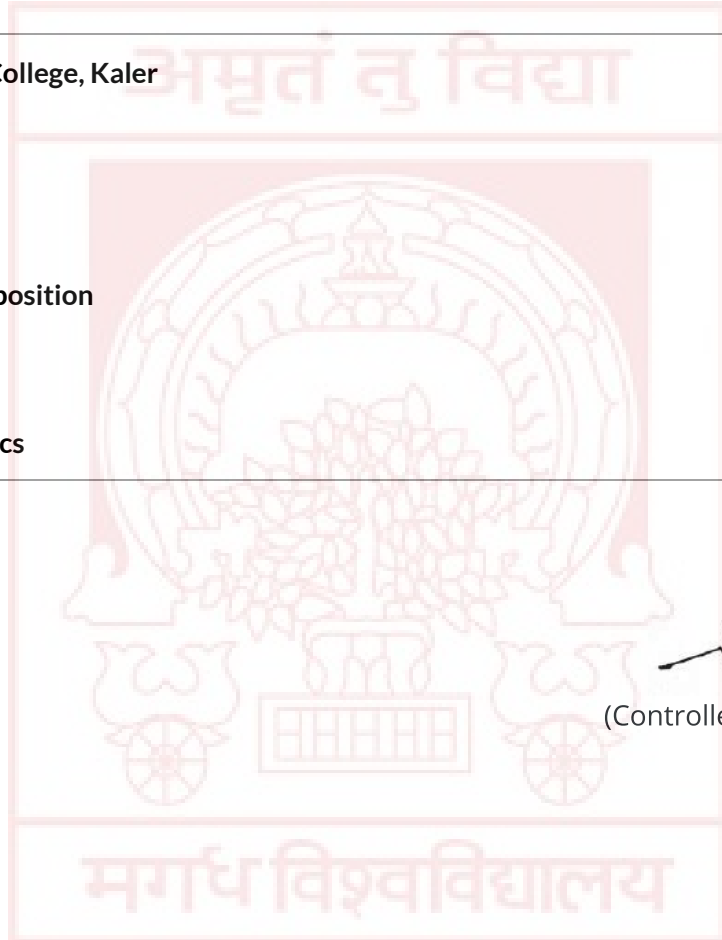 अमृतं तु विद्या
College, Kaler
position
cs
(Controlle
मगध विश्वविद्यालय